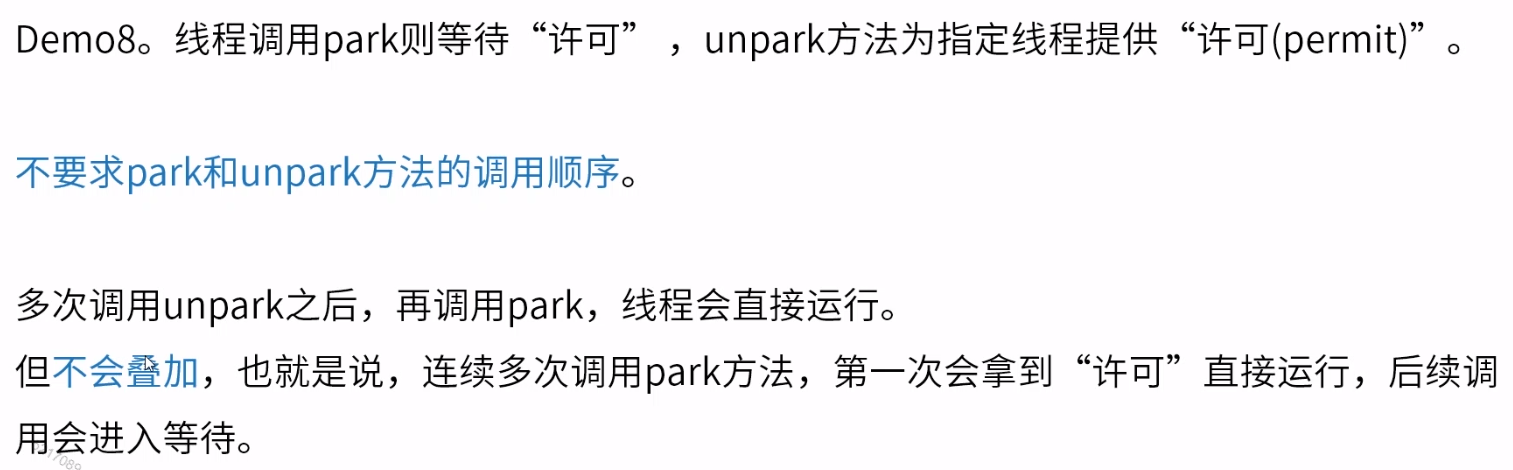 Demo8。线程调用park则等待“许可” ，unpark方法为指定线程提供“许可(permit)” 。
不要求park和unpark方法的调用顺序。
多次调用unpark之后，再调用park，线程会直接运行。
但不会叠加，也就是说，连续多次调用park方法，第一次会拿到“许可”直接运行，后续调
用会进入等待。